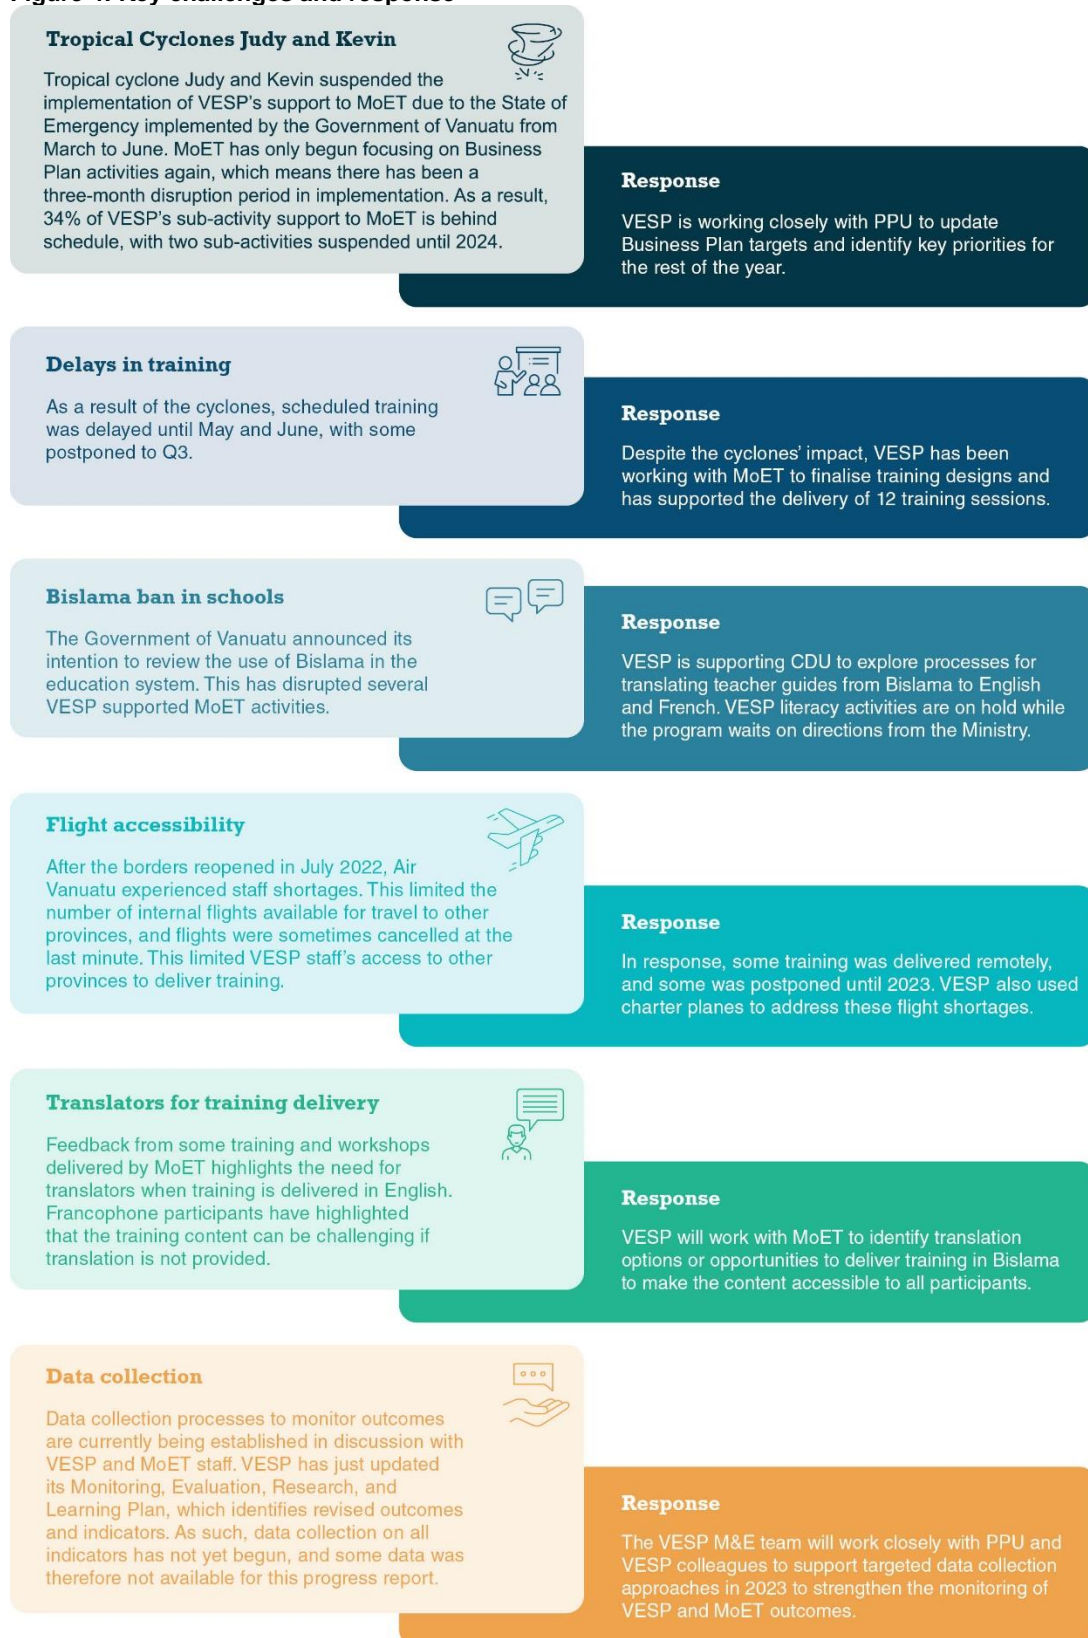 Tropical Cyclones Judy and Kevin
Tropical cyclone Judy and Kevin suspended the
implementation of VESP's support to MoET due to the State of
Emergency implemented by the Government of Vanuatu from
March to June. MoET has only begun focusing on Business
Plan activities again, which means there has been a
three-month disruption period in implementation. As a result,
34% of VESP's sub-activity support to MoET is behind
schedule, with two sub-activities suspended until 2024.
Response
VESP is working closely with PPU to update
Business Plan targets and identify key priorities for
the rest of the year.
Delays in training
As a result of the cyclones, scheduled training
was delayed until May and June, with some
postponed to Q3.
Response
Despite the cyclones' impact, VESP has been
working with MoET to finalise training designs and
has supported the delivery of 12 training sessions.
Bislama ban in schools
The Government of Vanuatu announced its
intention to review the use of Bislama in the
education system. This has disrupted several
VESP supported MoET activities.
Response
VESP is supporting CDU to explore processes for
translating teacher guides from Bislama to English
and French. VESP literacy activities are on hold while
the program waits on directions from the Ministry.
Flight accessibility
After the borders reopened in July 2022, Air
Vanuatu experienced staff shortages. This limited the
number of internal flights available for travel to other
provinces, and flights were sometimes cancelled at the
last minute. This limited VESP staff's access to other
provinces to deliver training.
Response
In response, some training was delivered remotely,
and some was postponed until 2023. VESP also used
charter planes to address these flight shortages.
Translators for training delivery
Feedback from some training and workshops
delivered by MoET highlights the need for
translators when training is delivered in English.
Francophone participants have highlighted
that the training content can be challenging if
translation is not provided.
Response
VESP will work with MoET to identify translation
options or opportunities to deliver training in Bislama
to make the content accessible to all participants.
Data collection
Data collection processes to monitor outcomes
are currently being established in discussion with
VESP and MoET staff. VESP has just updated
its Monitoring, Evaluation, Research, and
Learning Plan, which identifies revised outcomes
and indicators. As such, data collection on all
indicators has not yet begun, and some data was
therefore not available for this progress report.
Response
The VESP M&E team will work closely with PPU and
VESP colleagues to support targeted data collection
approaches in 2023 to strengthen the monitoring of
VESP and MoET outcomes.